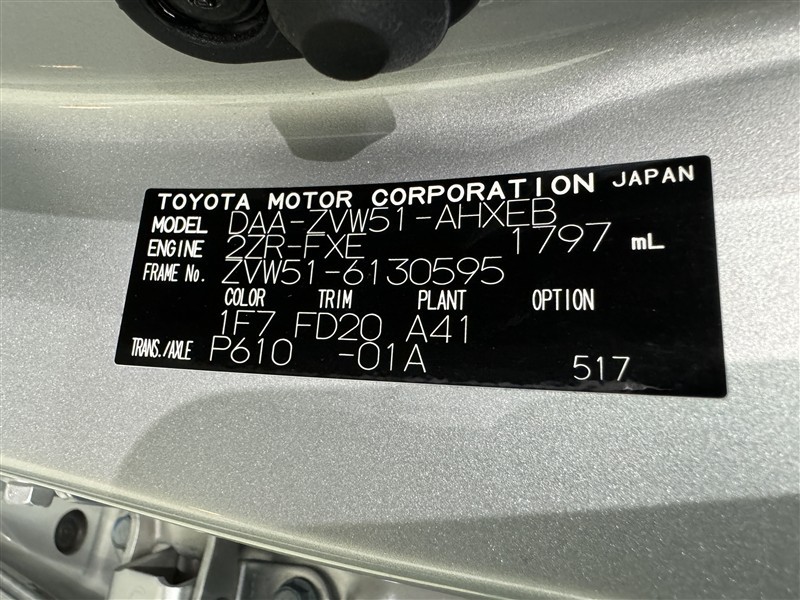 TOYOTA MOTOR CORPORATION JAPAN
MODEL DAA-ZVW51-AHXEB
ENGINE 2ZR-FXE 1797 mL
FRAME No. ZVW51-6130595
COLOR TRIM PLANT OPTION
1F7 FD20 A41
TRANS./AXLE P610 -01A 517